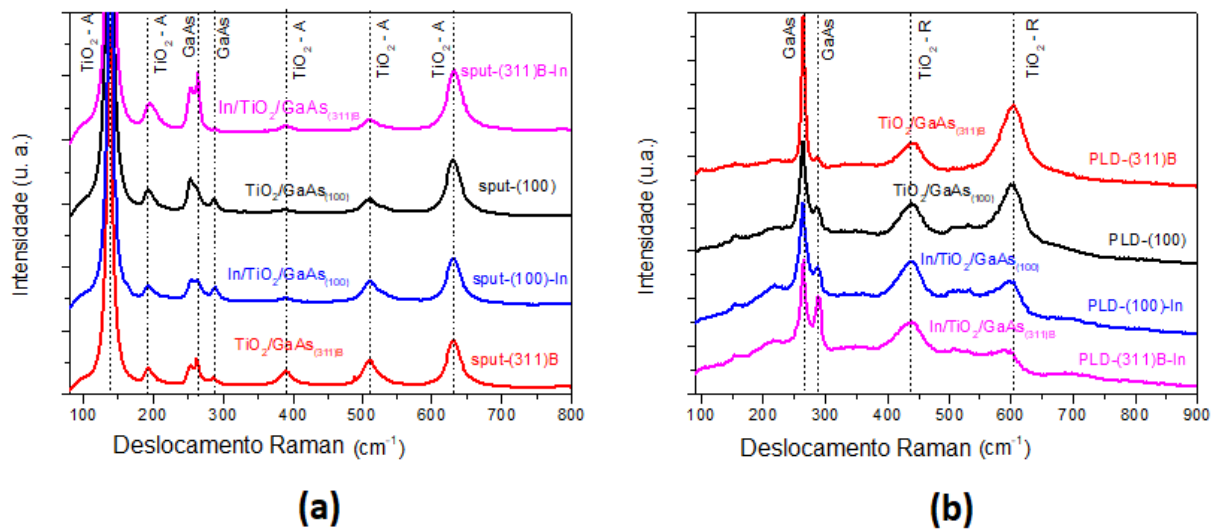 TiO₂ - A
TiO₂ - A
GaAs
GaAs
TiO₂ - A
TiO₂ - A
TiO₂ - A
sput-(311)B-In
In/TiO₂/GaAs(311)B
TiO₂/GaAs(100)
sput-(100)
In/TiO₂/GaAs(100)
sput-(100)-In
TiO₂/GaAs(311)B
sput-(311)B
Intensidade (u. a.)
100 200 300 400 500 600 700 800
Deslocamento Raman (cm⁻¹)
(a)
GaAs
GaAs
TiO₂ - R
TiO₂ - R
TiO₂/GaAs(311)B
PLD-(311)B
TiO₂/GaAs(100)
PLD-(100)
In/TiO₂/GaAs(100)
PLD-(100)-In
In/TiO₂/GaAs(311)B
PLD-(311)B-In
Intensidade (u.a.)
100 200 300 400 500 600 700 800 900
Deslocamento Raman (cm⁻¹)
(b)